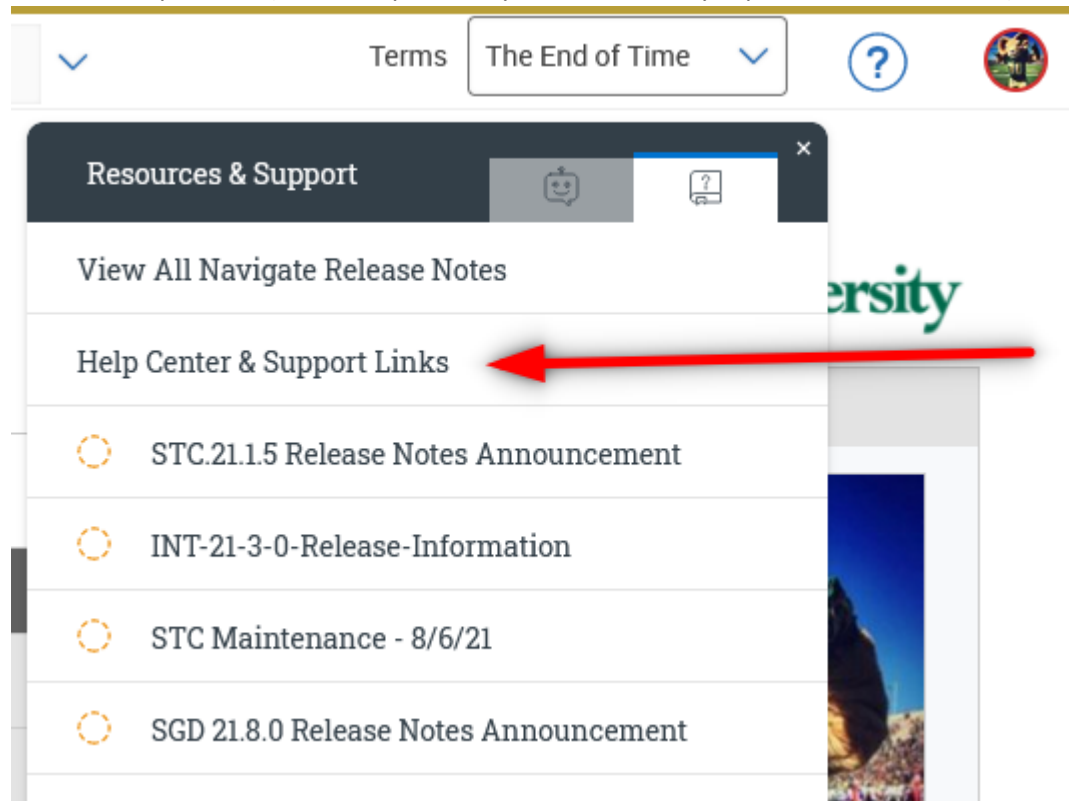 Terms The End of Time ?
Resources & Support ×
View All Navigate Release Notes
ersity
Help Center & Support Links
STC.21.1.5 Release Notes Announcement
INT-21-3-0-Release-Information
STC Maintenance - 8/6/21
SGD 21.8.0 Release Notes Announcement